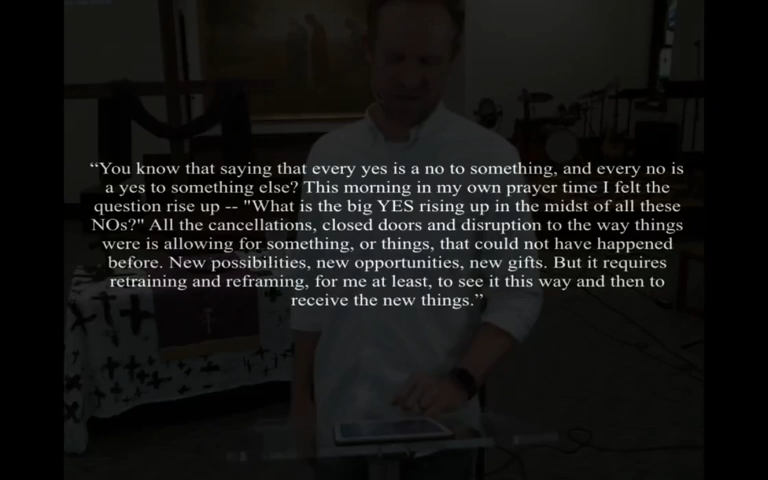 “You know that saying that every yes is a no to something, and every no is
a yes to something else? This morning in my own prayer time I felt the
question rise up -- "What is the big YES rising up in the midst of all these
NOs?" All the cancellations, closed doors and disruption to the way things
were is allowing for something, or things, that could not have happened
before. New possibilities, new opportunities, new gifts. But it requires
retraining and reframing, for me at least, to see it this way and then to
receive the new things.”